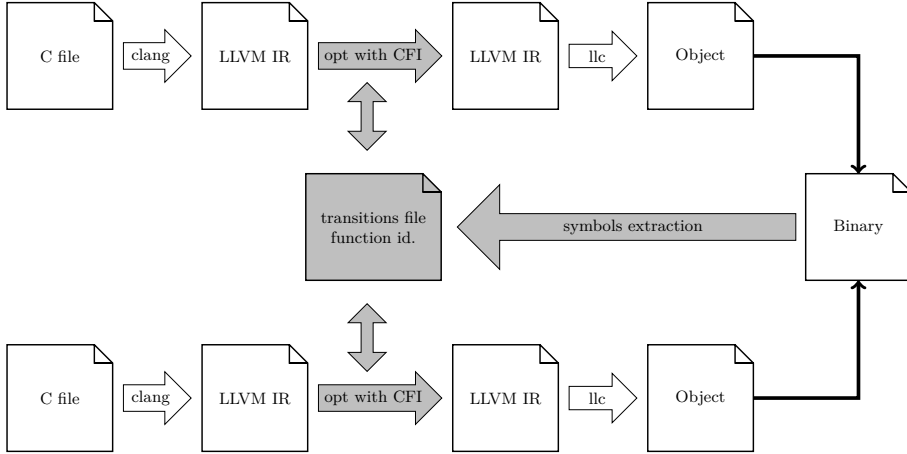 C file
clang
LLVM IR
opt with CFI
LLVM IR
llc
Object
transitions file
function id.
symbols extraction
Binary
C file
clang
LLVM IR
opt with CFI
LLVM IR
llc
Object